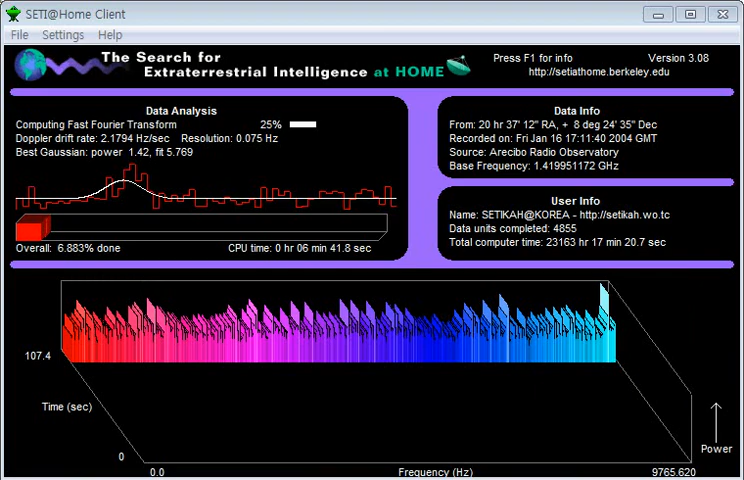 SETI@Home Client
File Settings Help
The Search for
Extraterrestrial Intelligence at HOME
Press F1 for info Version 3.08
http://setiathome.berkeley.edu
Data Analysis
Computing Fast Fourier Transform 25%
Doppler drift rate: 2.1794 Hz/sec Resolution: 0.075 Hz
Best Gaussian: power 1.42, fit 5.769
Overall: 6.883% done CPU time: 0 hr 06 min 41.8 sec
Data Info
From: 20 hr 37' 12" RA, + 8 deg 24' 35" Dec
Recorded on: Fri Jan 16 17:11:40 2004 GMT
Source: Arecibo Radio Observatory
Base Frequency: 1.419951172 GHz
User Info
Name: SETIKAH@KOREA - http://setikah.wo.tc
Data units completed: 4855
Total computer time: 23163 hr 17 min 20.7 sec
107.4
Time (sec)
0
0.0 Frequency (Hz) 9765.620
Power